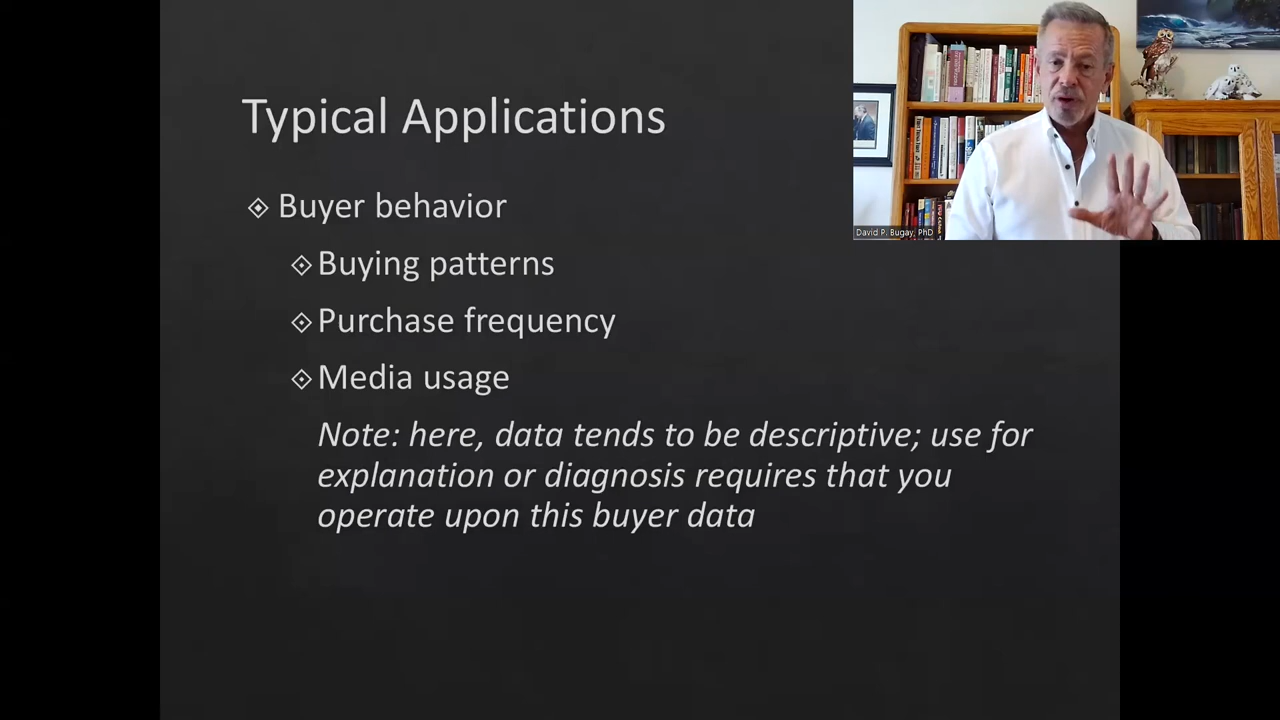 Typical Applications
Buyer behavior
Buying patterns
Purchase frequency
Media usage
Note: here, data tends to be descriptive; use for
explanation or diagnosis requires that you
operate upon this buyer data
David P. Bugay, PhD